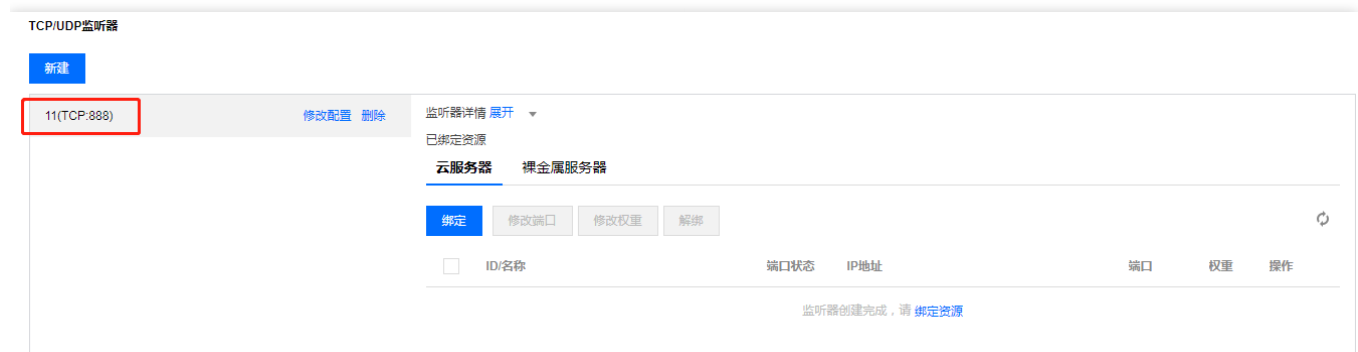 TCP/UDP监听器
新建
11(TCP:888) 修改配置 删除
监听器详情 展开
已绑定资源
云服务器 裸金属服务器
绑定 修改端口 修改权重 解绑
ID/名称 端口状态 IP地址 端口 权重 操作
监听器创建完成，请 绑定资源